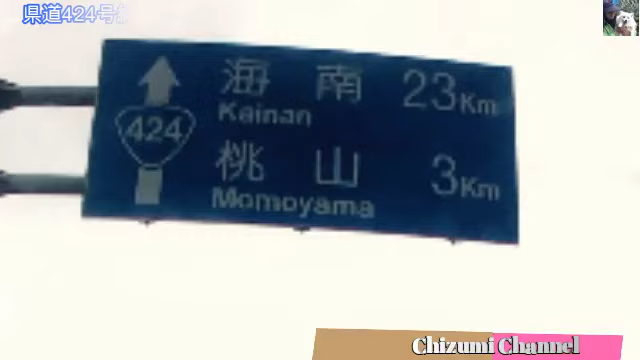 県道424号
海南 23Km
Kainan
424
桃山 3Km
Momoyama
Chizumi Channel